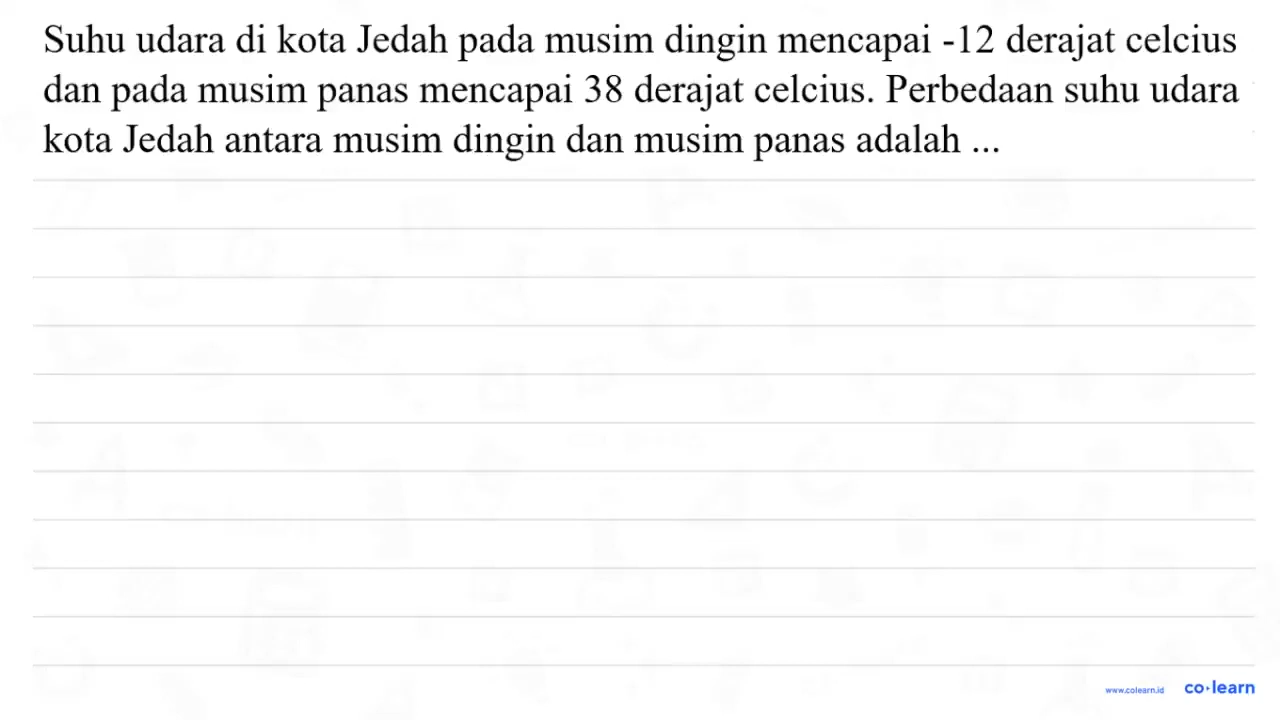 Suhu udara di kota Jedah pada musim dingin mencapai -12 derajat celcius
dan pada musim panas mencapai 38 derajat celcius. Perbedaan suhu udara
kota Jedah antara musim dingin dan musim panas adalah ...
www.colearn.id co·learn